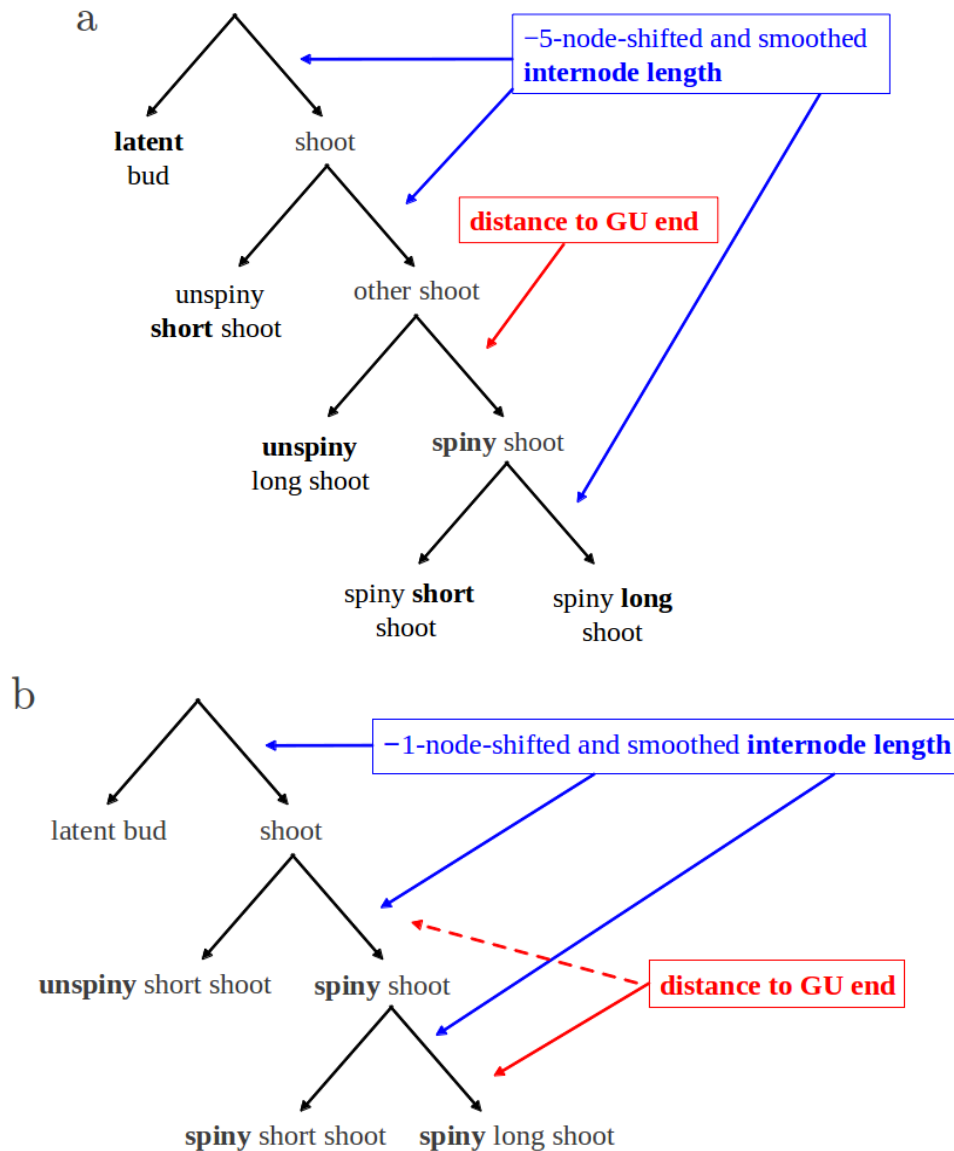 a
−5-node-shifted and smoothed
internode length
latent
bud
shoot
distance to GU end
unspiny
short shoot
other shoot
unspiny
long shoot
spiny shoot
spiny short
shoot
spiny long
shoot
b
−1-node-shifted and smoothed internode length
latent bud
shoot
unspiny short shoot
spiny shoot
distance to GU end
spiny short shoot
spiny long shoot